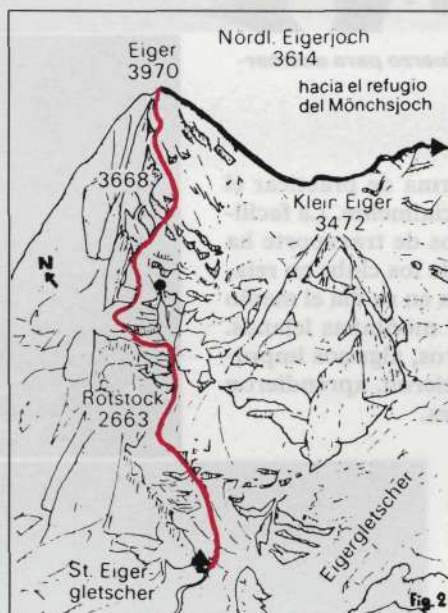 Eiger
3970
Nördl. Eigerjoch
3614
hacia el refugio
del Mönchsjoch
3668
Klein Eiger
3472
N
Rotstock
2663
Eigergletscher
St. Eiger-
gletscher
Fig. 2